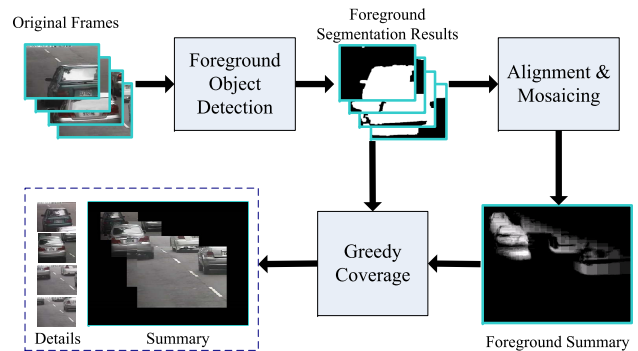 Original Frames
Foreground
Object
Detection
Foreground
Segmentation Results
Alignment &
Mosaicing
Greedy
Coverage
Details
Summary
Foreground Summary